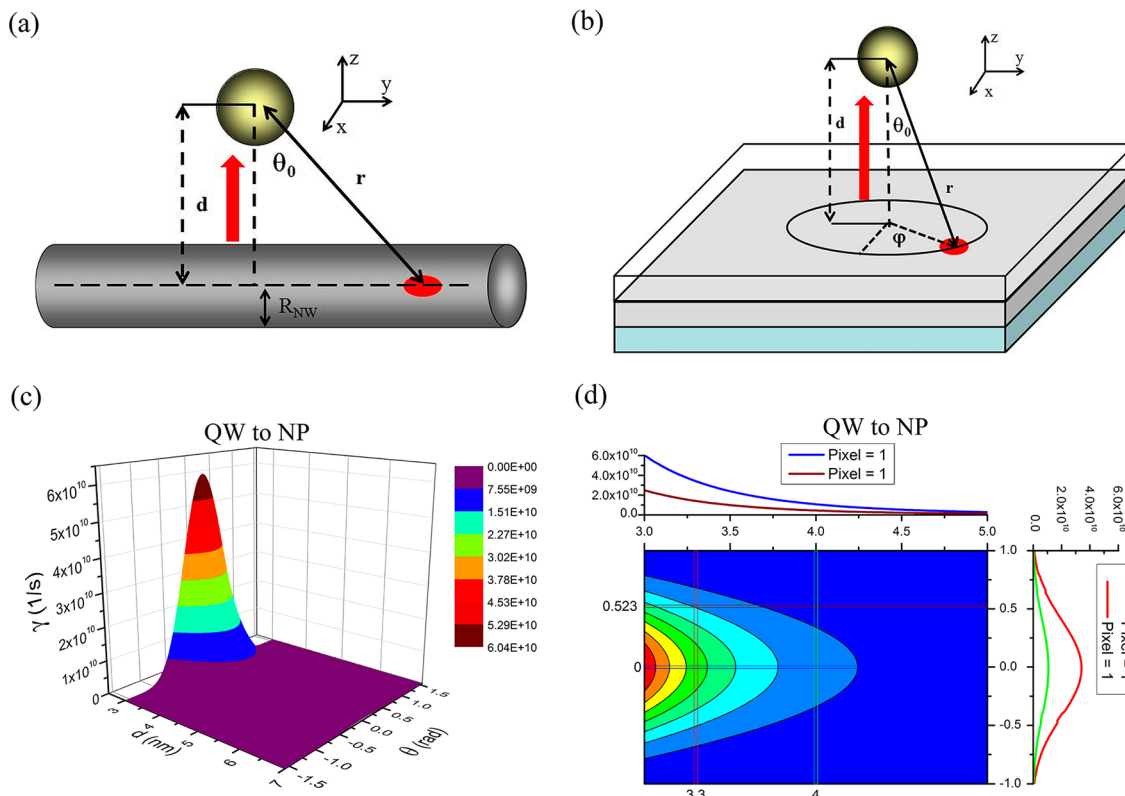 (a)
z
y
x
θ0
d
r
RNW
(b)
z
y
x
d
θ0
r
φ
(c)
QW to NP
γ (1/s)
6x10^10
5x10^10
4x10^10
3x10^10
2x10^10
1x10^10
0
3
4
5
6
7
d (nm)
-1.5
-1.0
-0.5
0.0
0.5
1.0
1.5
Θ (rad)
0.00E+00
7.55E+09
1.51E+10
2.27E+10
3.02E+10
3.78E+10
4.53E+10
5.29E+10
6.04E+10
(d)
QW to NP
Pixel = 1
Pixel = 1
6.0x10^10
4.0x10^10
2.0x10^10
0.0
3.0
3.5
4.0
4.5
5.0
0.523
0
3.3
4
0.0
2.0x10^10
4.0x10^10
6.0x10
1.0
0.5
0.0
-0.5
-1.0
Pixel = 1